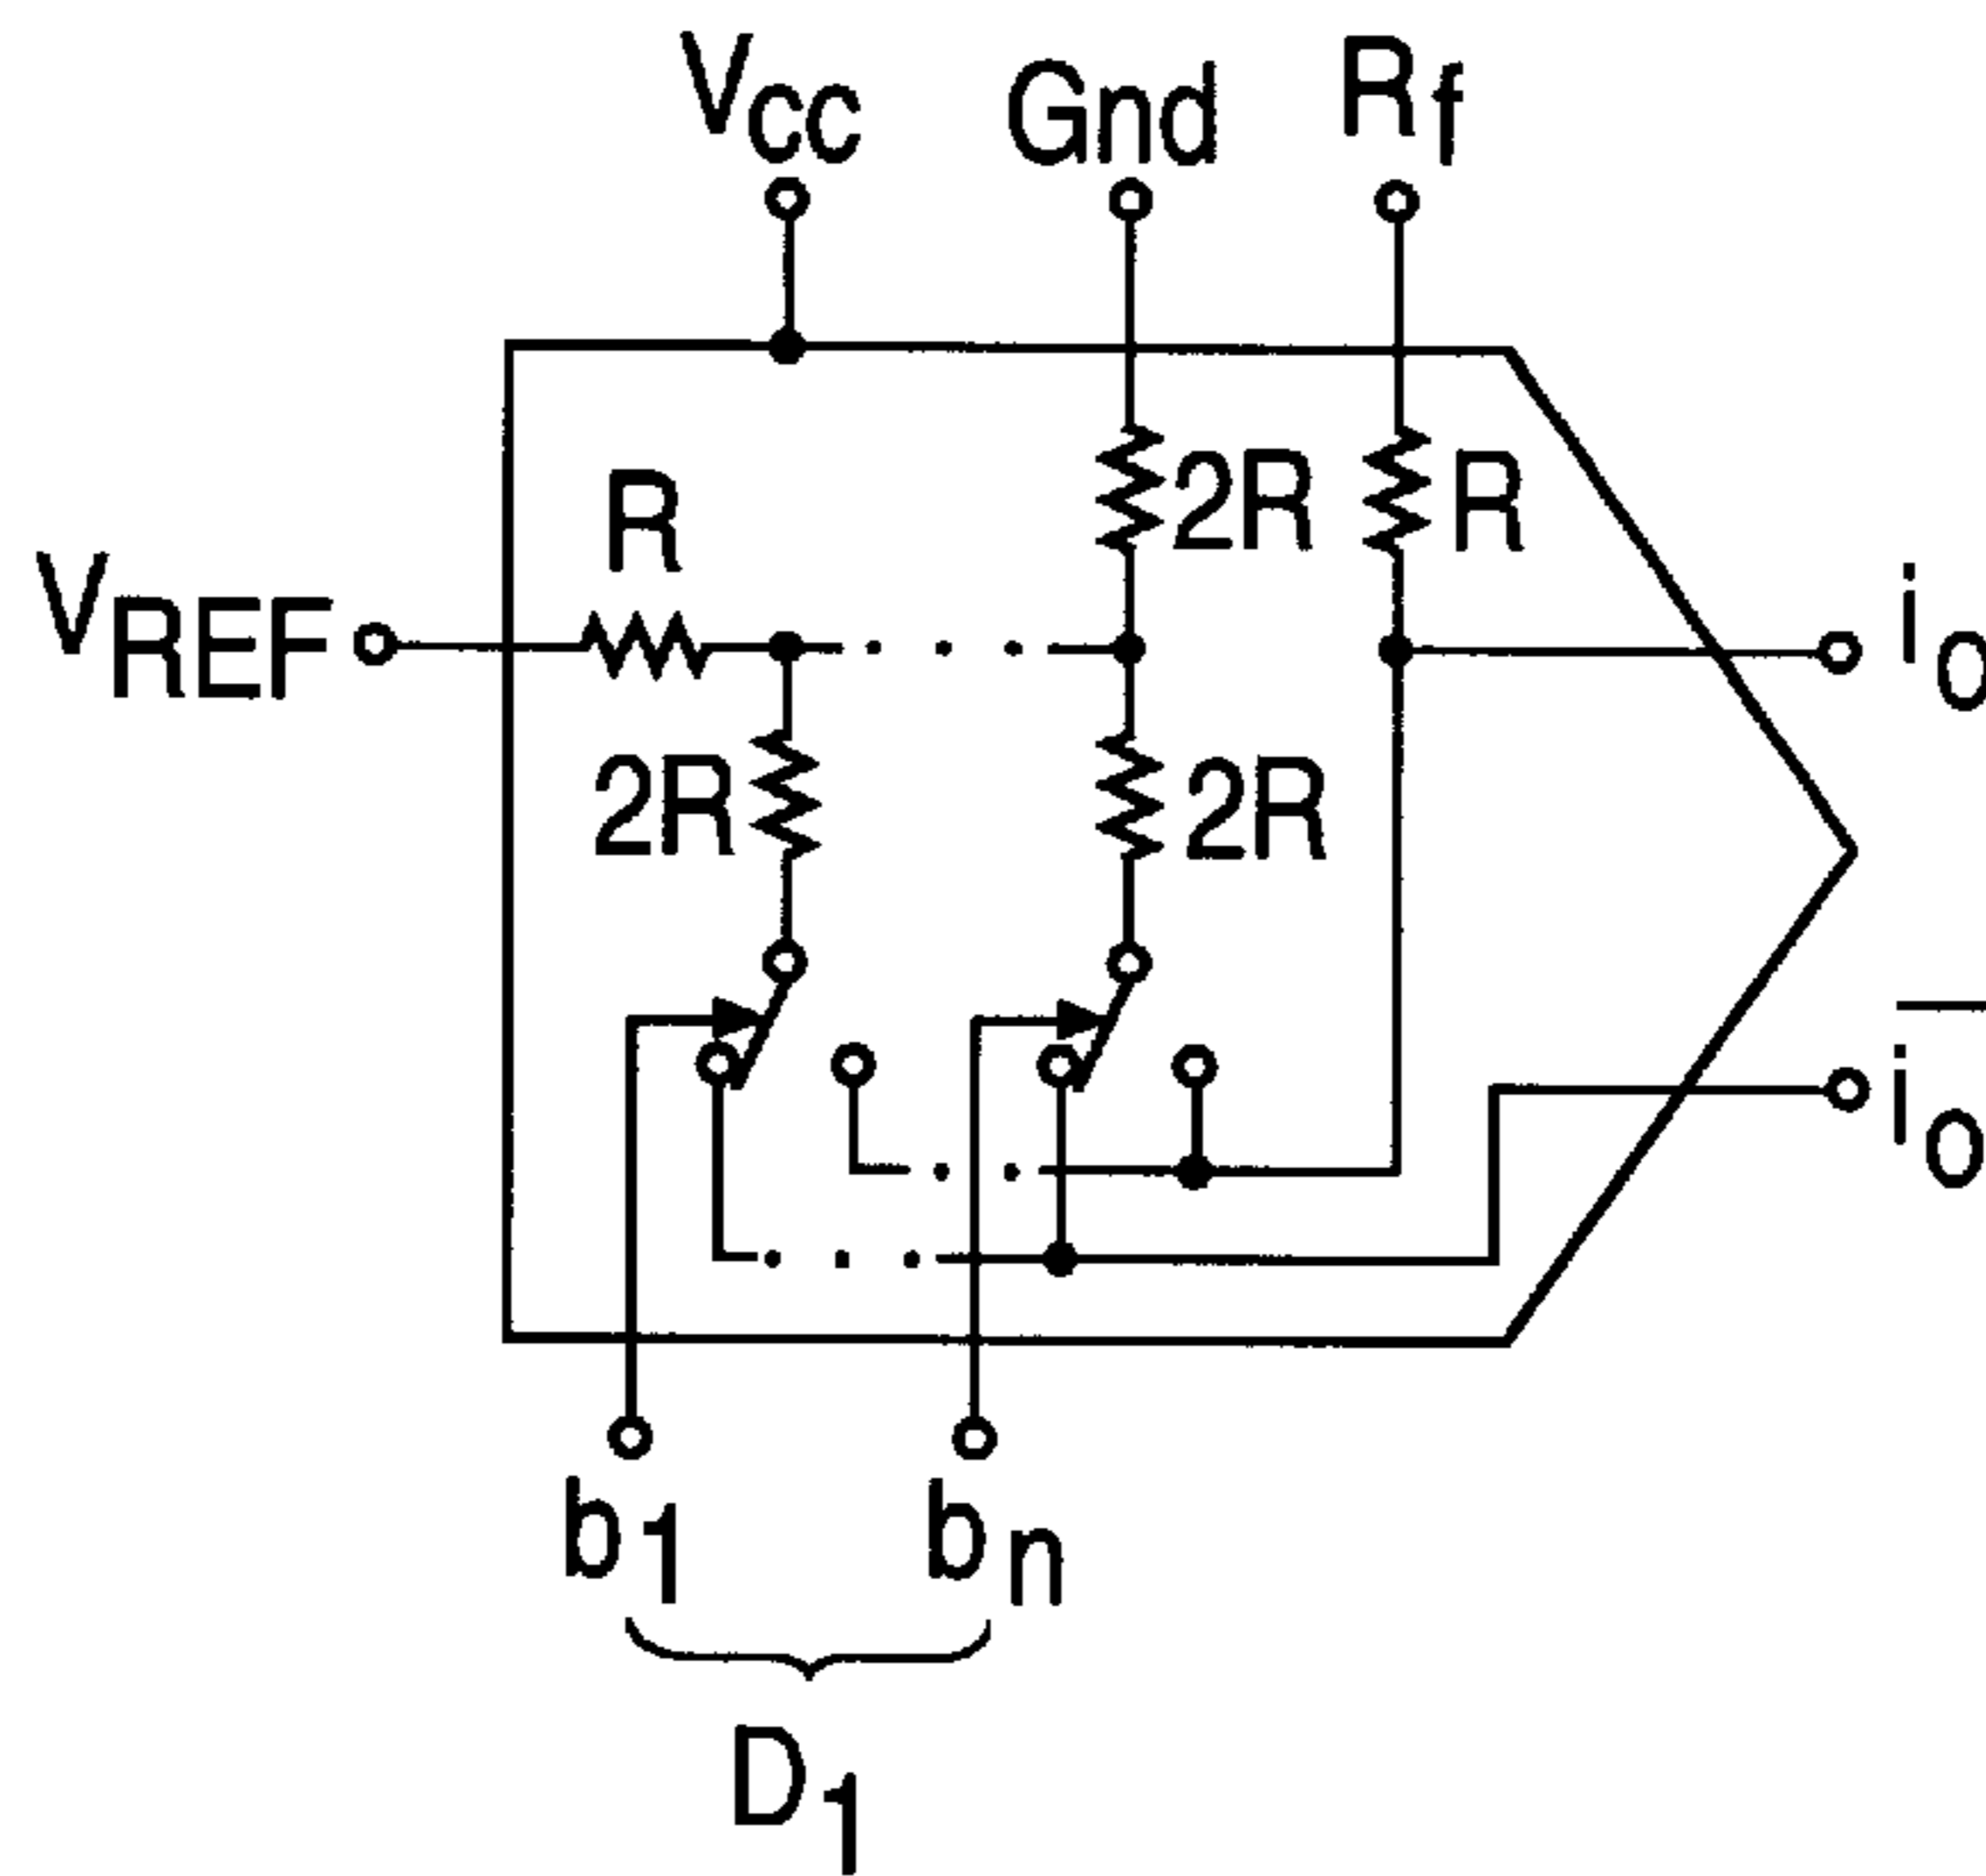 Vcc Gnd Rf
R 2R R
VREF
io
2R 2R
io
b1 bn
D1